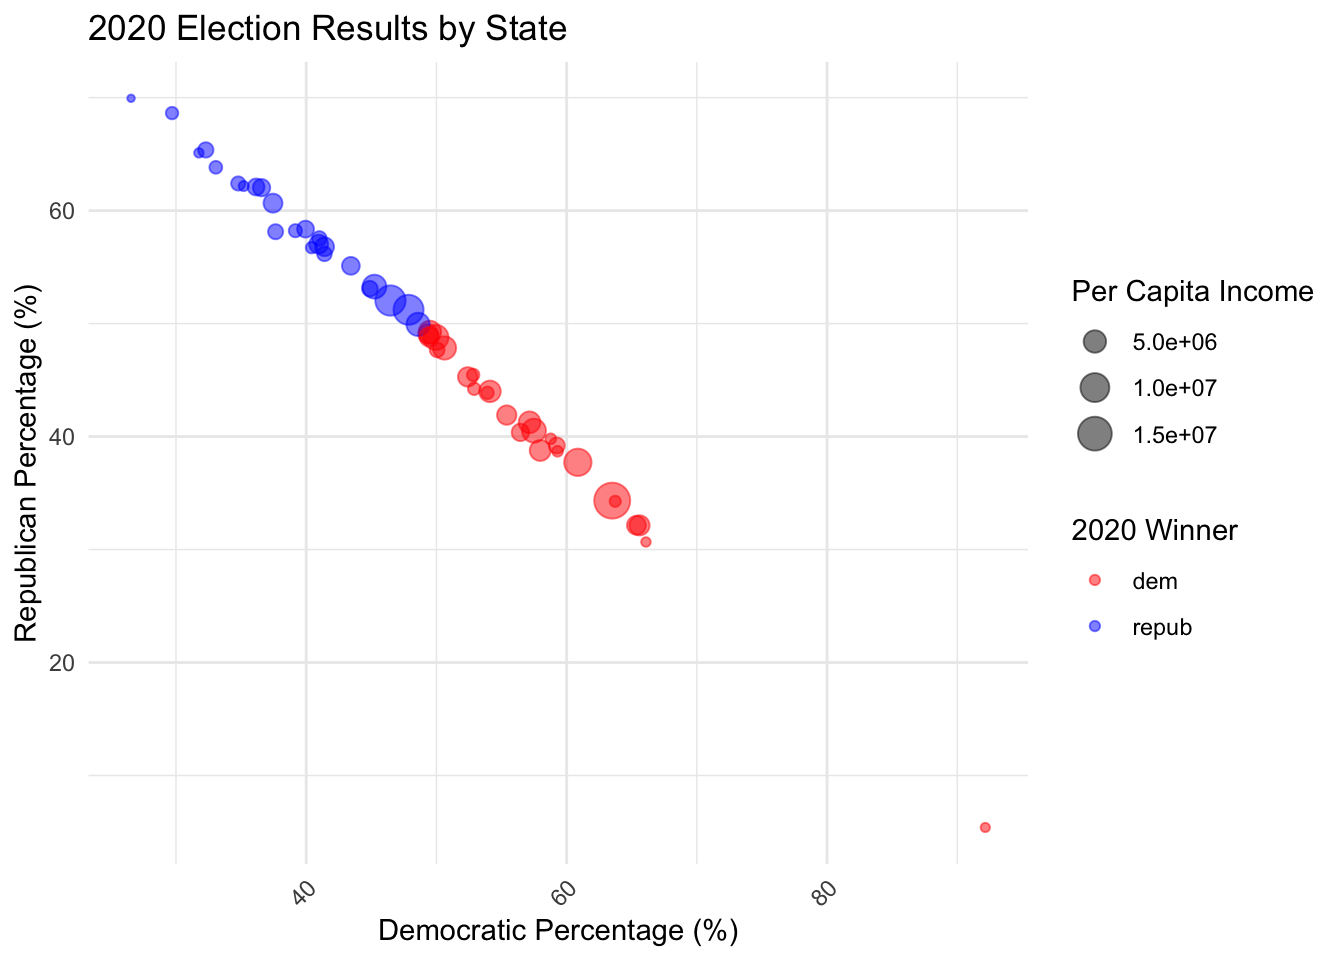 2020 Election Results by State
Republican Percentage (%)
60
40
20
40
60
80
Democratic Percentage (%)
Per Capita Income
5.0e+06
1.0e+07
1.5e+07
2020 Winner
dem
repub